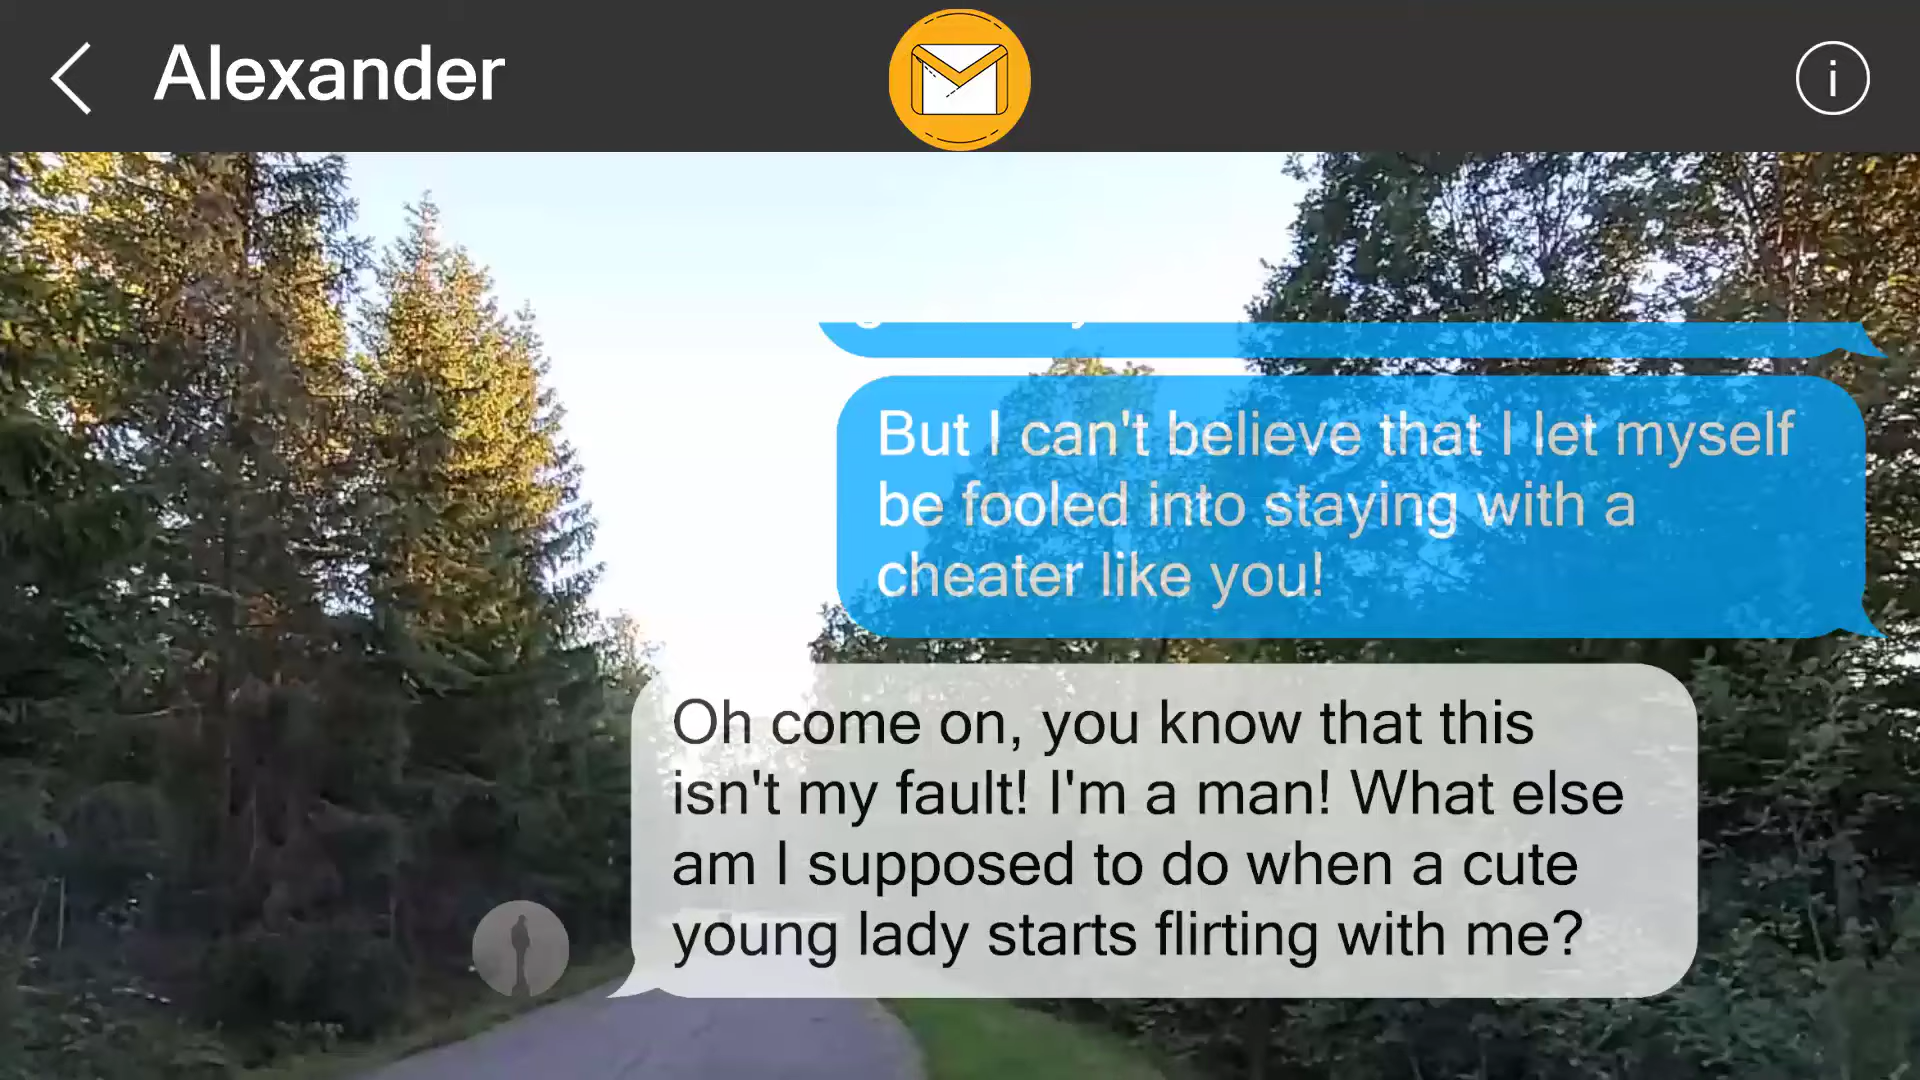 Alexander
But I can't believe that I let myself
be fooled into staying with a
cheater like you!
Oh come on, you know that this
isn't my fault! I'm a man! What else
am I supposed to do when a cute
young lady starts flirting with me?